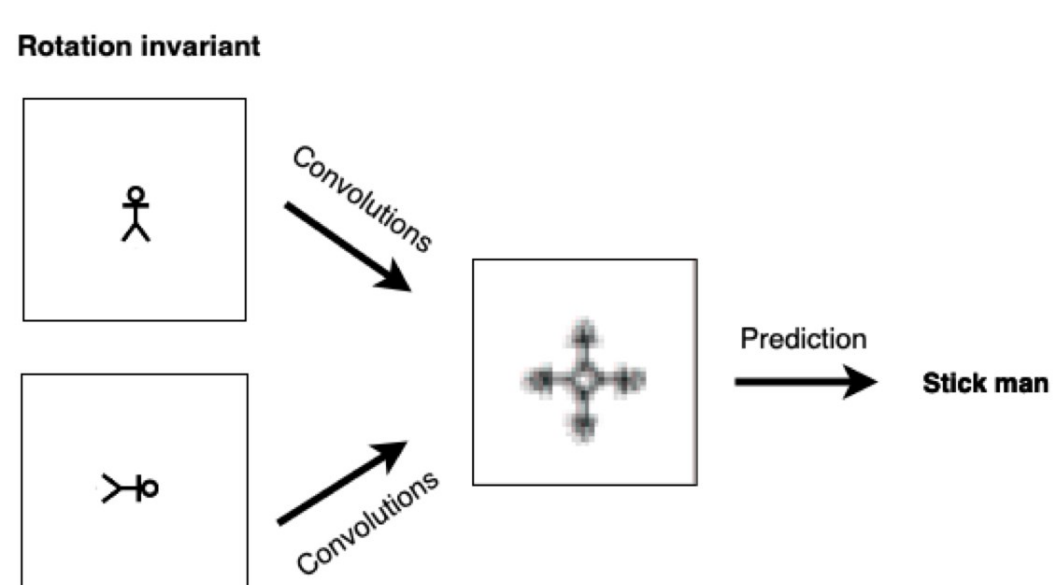 Rotation invariant
Convolutions
Prediction
Stick man
Convolutions